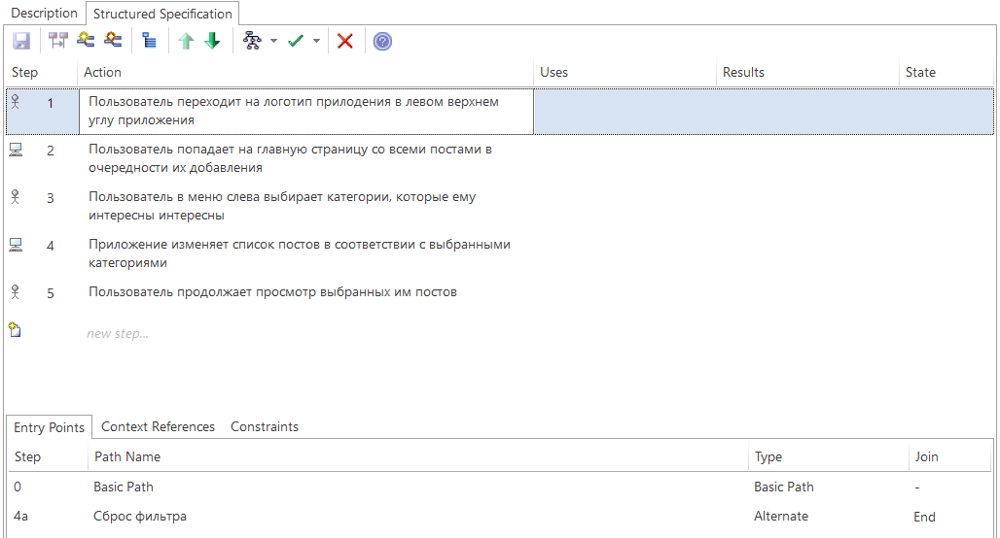 Description Structured Specification
Step Action Uses Results State
1 Пользователь переходит на логотип прилодения в левом верхнем
углу приложения
2 Пользователь попадает на главную страницу со всеми постами в
очередности их добавления
3 Пользователь в меню слева выбирает категории, которые ему
интересны интересны
4 Приложение изменяет список постов в соответствии с выбранными
категориями
5 Пользователь продолжает просмотр выбранных им постов
new step...
Entry Points Context References Constraints
Step Path Name Type Join
0 Basic Path Basic Path -
4a Сброс фильтра Alternate End